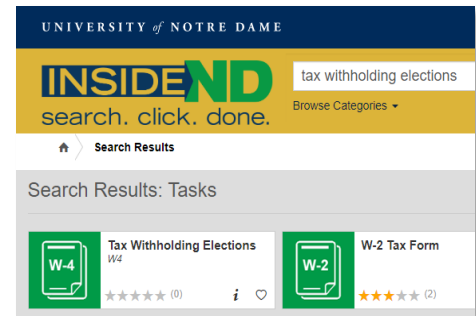 UNIVERSITY of NOTRE DAME
INSIDEND
search. click. done.
tax withholding elections
Browse Categories
Search Results
Search Results: Tasks
W-4
Tax Withholding Elections
W4
(0)
i
W-2
W-2 Tax Form
(2)